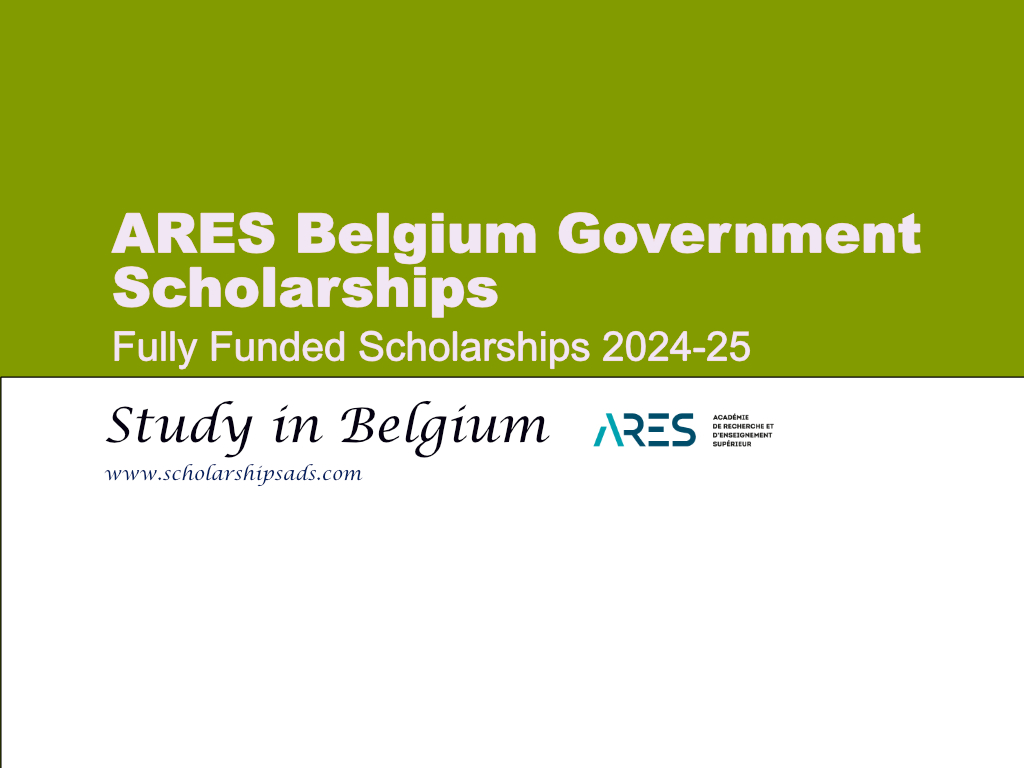 ARES Belgium Government
Scholarships
Fully Funded Scholarships 2024-25
Study in Belgium
ARES
ACADÉMIE
DE RECHERCHE ET
D'ENSEIGNEMENT
SUPÉRIEUR
www.scholarshipsads.com